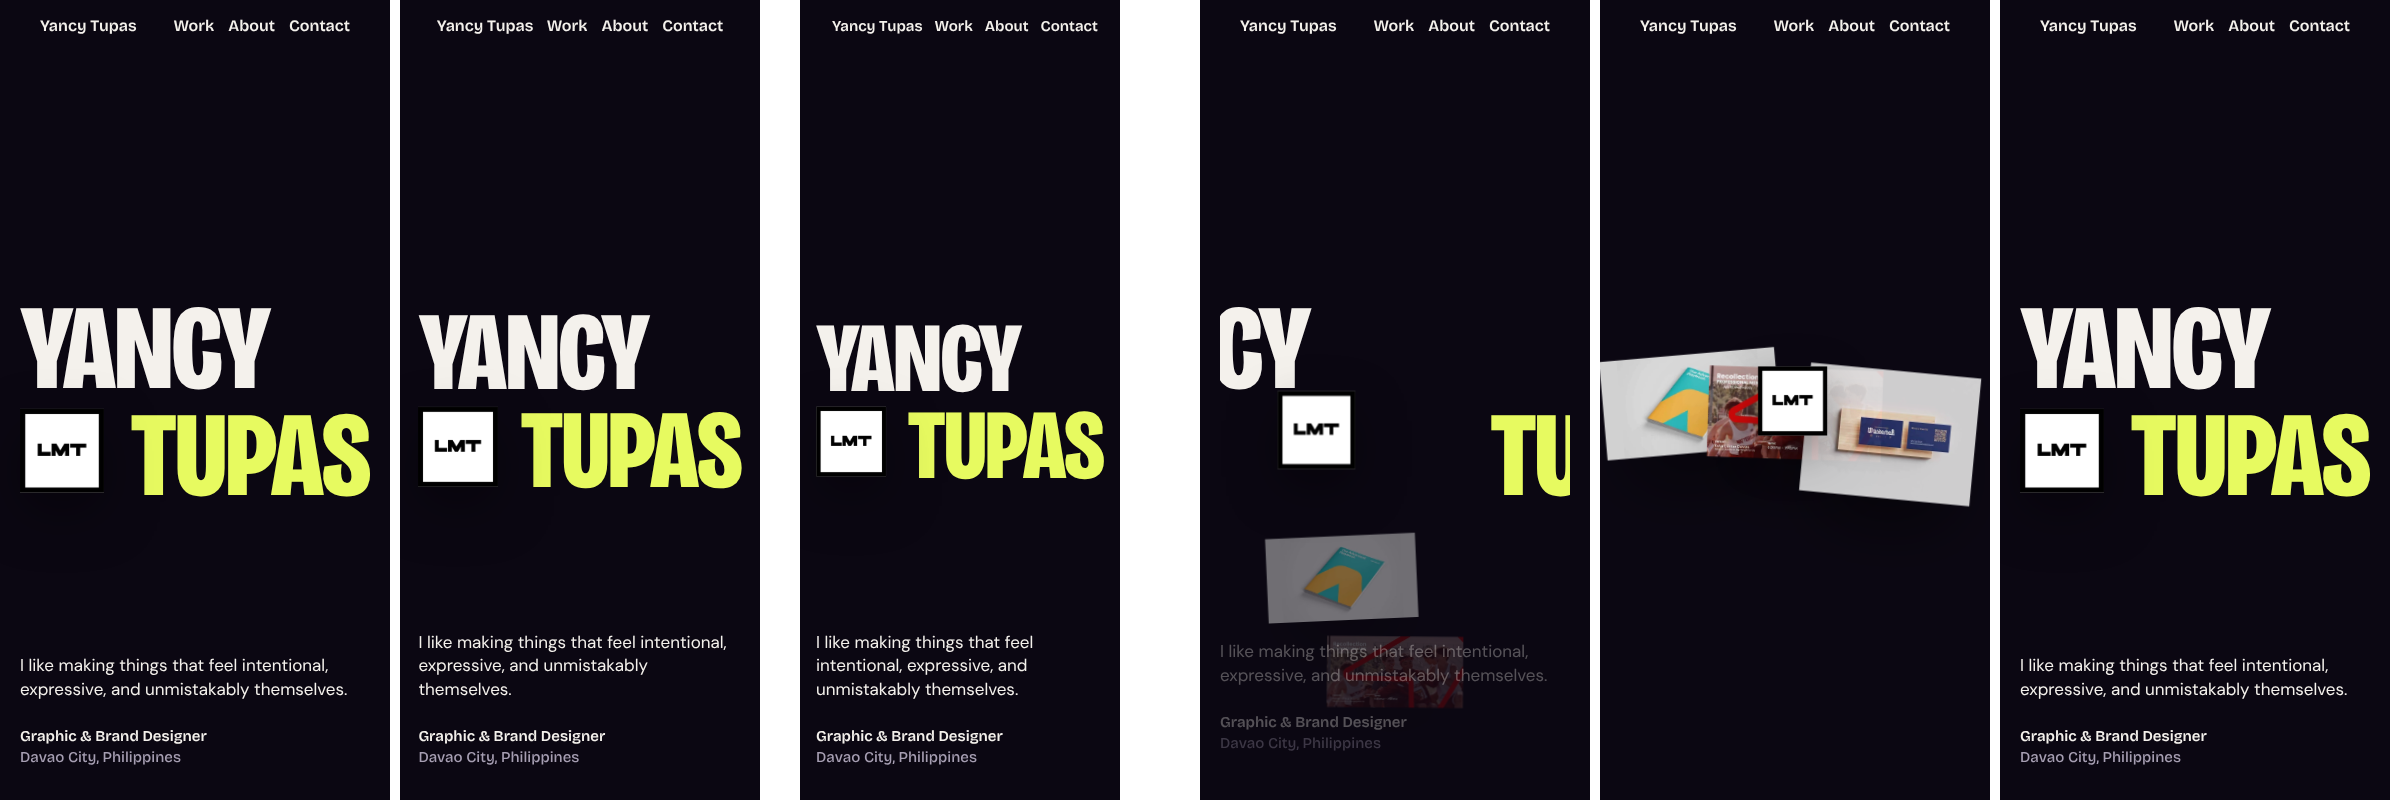 Yancy Tupas Work About Contact
YANCY
LMT TUPAS
I like making things that feel intentional,
expressive, and unmistakably themselves.
Graphic & Brand Designer
Davao City, Philippines
Yancy Tupas Work About Contact
YANCY
LMT TUPAS
I like making things that feel intentional,
expressive, and unmistakably
themselves.
Graphic & Brand Designer
Davao City, Philippines
Yancy Tupas Work About Contact
YANCY
LMT TUPAS
I like making things that feel
intentional, expressive, and
unmistakably themselves.
Graphic & Brand Designer
Davao City, Philippines
Yancy Tupas Work About Contact
CY
LMT
TU
I like making things that feel intentional,
expressive, and unmistakably themselves.
Graphic & Brand Designer
Davao City, Philippines
Yancy Tupas Work About Contact
Recollection
LMT
Yancy Tupas Work About Contact
YANCY
LMT TUPAS
I like making things that feel intentional,
expressive, and unmistakably themselves.
Graphic & Brand Designer
Davao City, Philippines